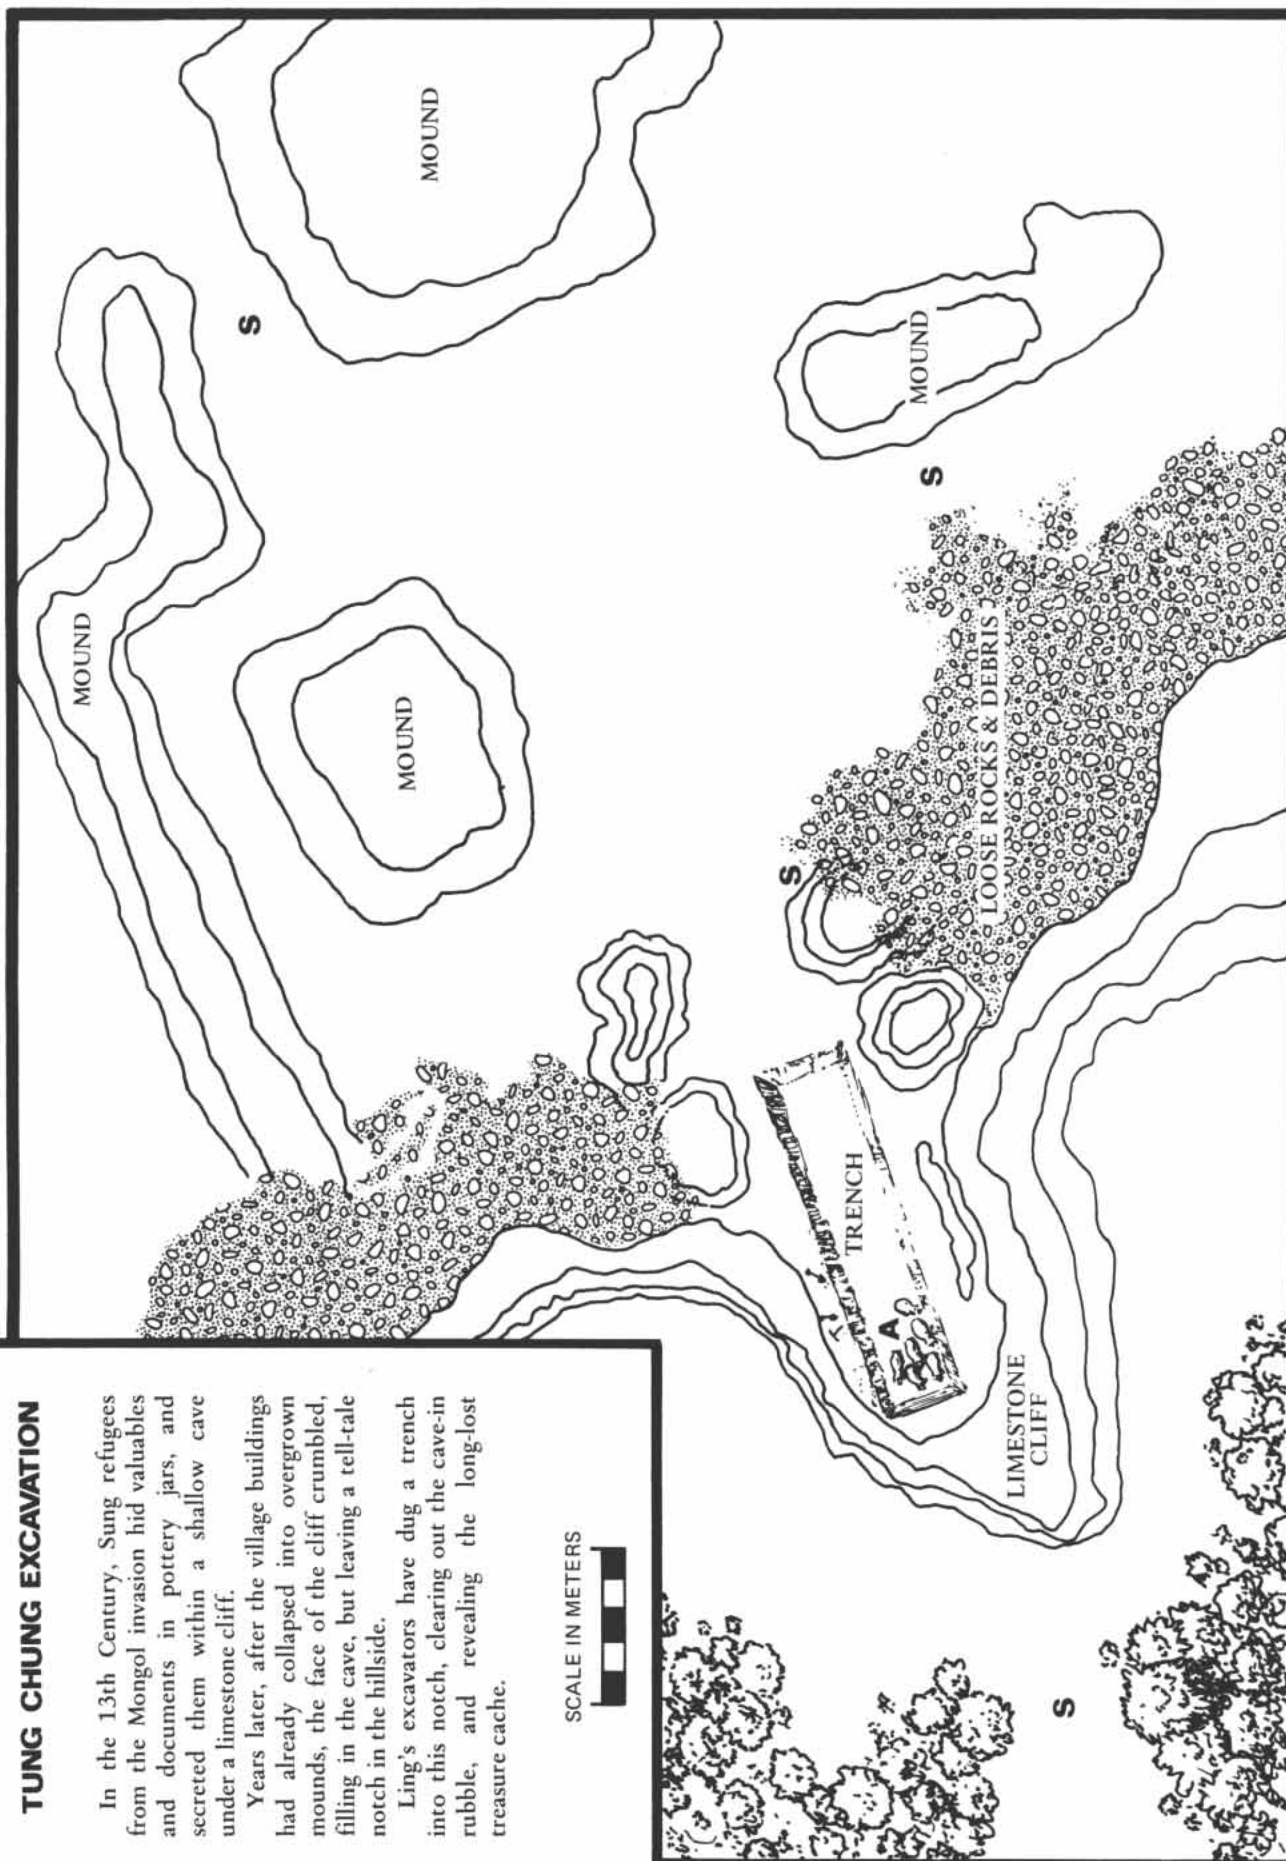 TUNG CHUNG EXCAVATION
In the 13th Century, Sung refugees
from the Mongol invasion hid valuables
and documents in pottery jars, and
secreted them within a shallow cave
under a limestone cliff.
Years later, after the village buildings
had already collapsed into overgrown
mounds, the face of the cliff crumbled,
filling in the cave, but leaving a tell-tale
notch in the hillside.
Ling's excavators have dug a trench
into this notch, clearing out the cave-in
rubble, and revealing the long-lost
treasure cache.
SCALE IN METERS
MOUND
MOUND
S
MOUND
MOUND
S
S
LOOSE ROCKS & DEBRIS
TRENCH
A
LIMESTONE
CLIFF
S